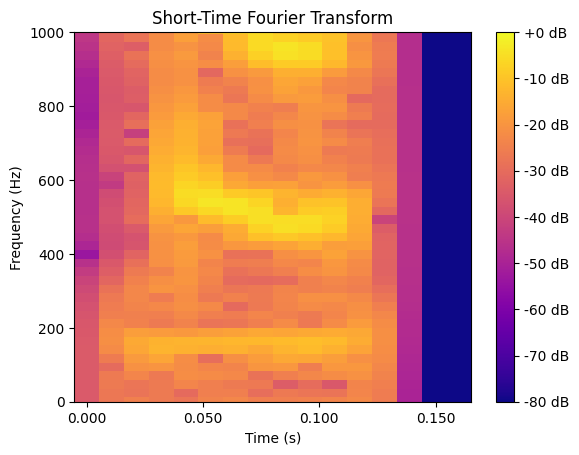 Short-Time Fourier Transform
1000
800
600
400
200
0
Frequency (Hz)
0.000
0.050
0.100
0.150
Time (s)
+0 dB
-10 dB
-20 dB
-30 dB
-40 dB
-50 dB
-60 dB
-70 dB
-80 dB